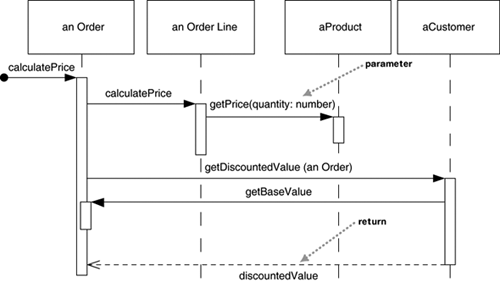 an Order
an Order Line
aProduct
aCustomer
calculatePrice
parameter
calculatePrice
getPrice(quantity: number)
getDiscountedValue (an Order)
getBaseValue
return
discountedValue